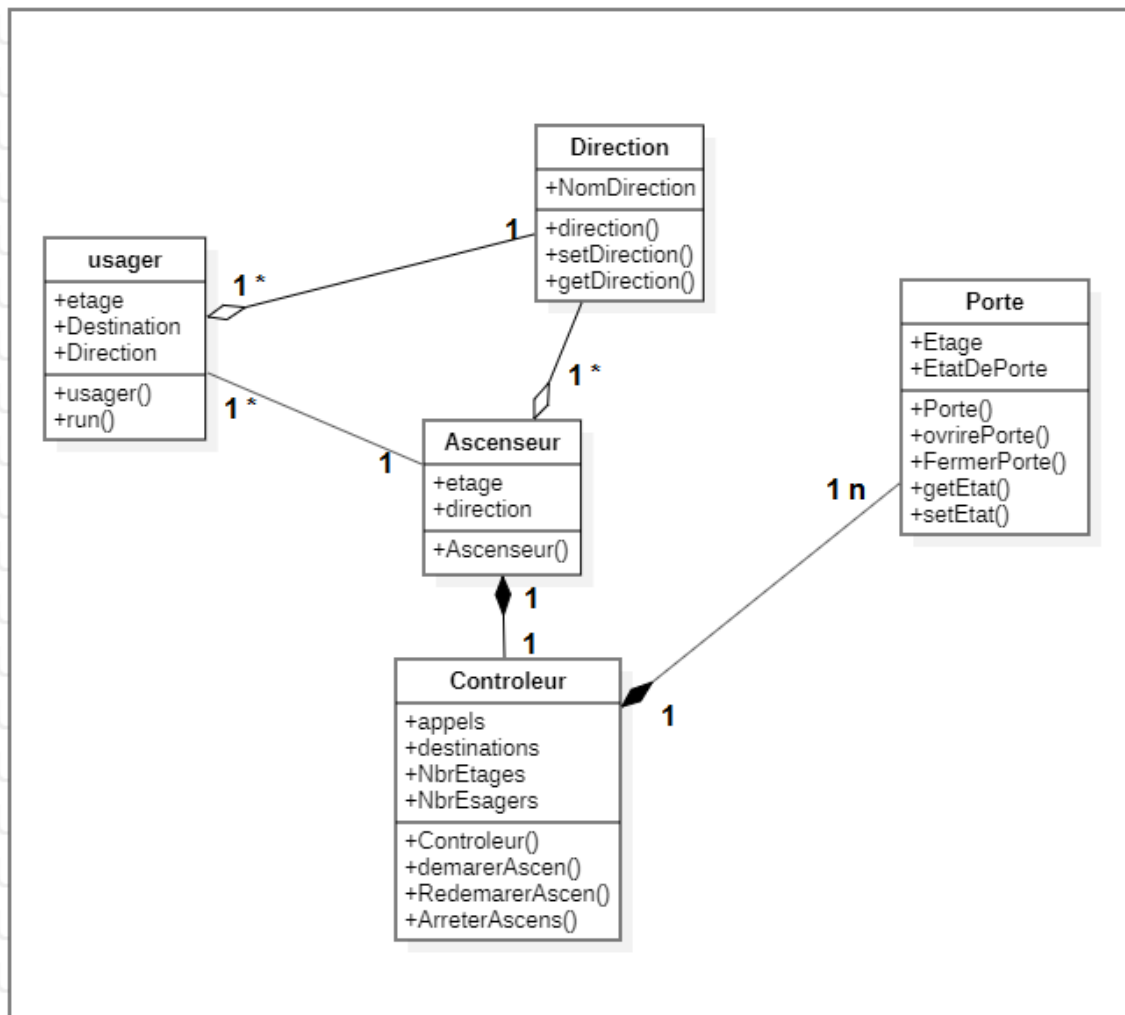 Direction
+NomDirection
+direction()
+setDirection()
+getDirection()
1
1 *
usager
+etage
+Destination
+Direction
+usager()
+run()
1 *
1
1 *
Ascenseur
+etage
+direction
+Ascenseur()
Porte
+Etage
+EtatDePorte
+Porte()
+ovrirePorte()
+FermerPorte()
+getEtat()
+setEtat()
1 n
1
1
1
Controleur
+appels
+destinations
+NbrEtages
+NbrEsagers
+Controleur()
+demarerAscen()
+RedemarerAscen()
+ArreterAscens()